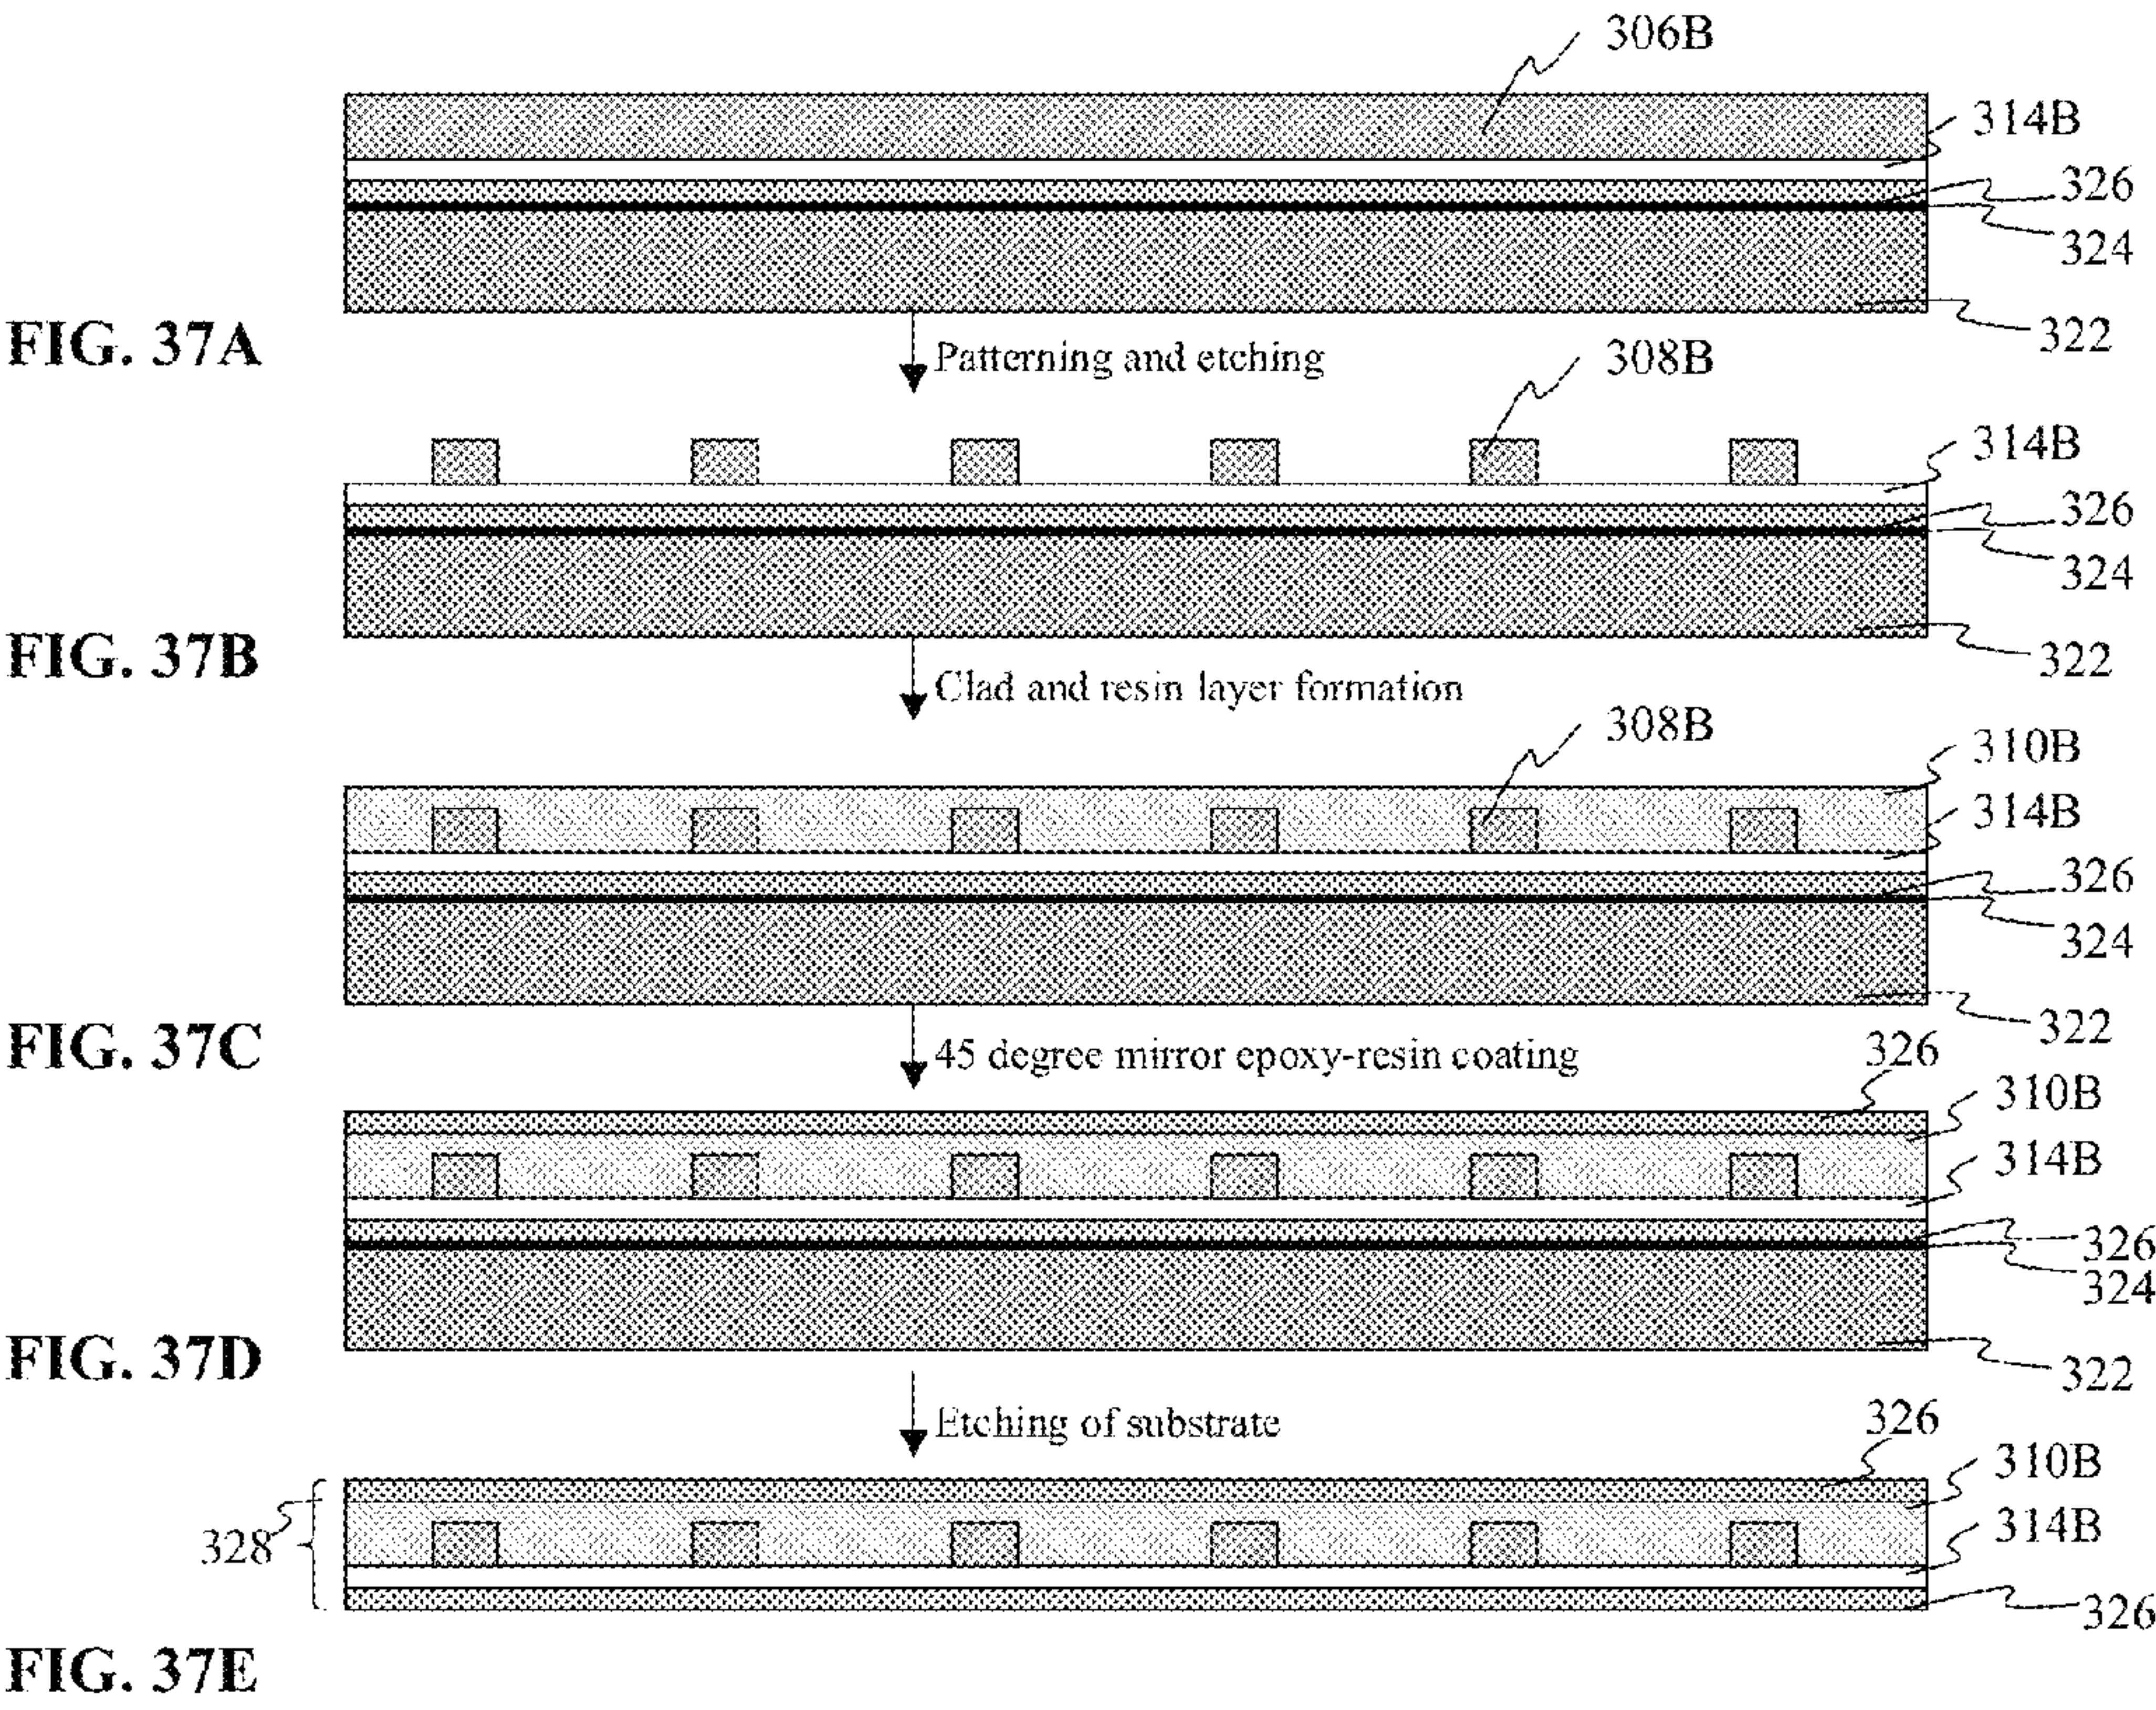 306B
314B
326
324
322
FIG. 37A
Patterning and etching
308B
314B
326
324
322
FIG. 37B
Clad and resin layer formation
308B
310B
314B
326
324
322
FIG. 37C
45 degree mirror epoxy-resin coating
326
310B
314B
326
324
322
FIG. 37D
Etching of substrate
326
310B
314B
328
326
FIG. 37E